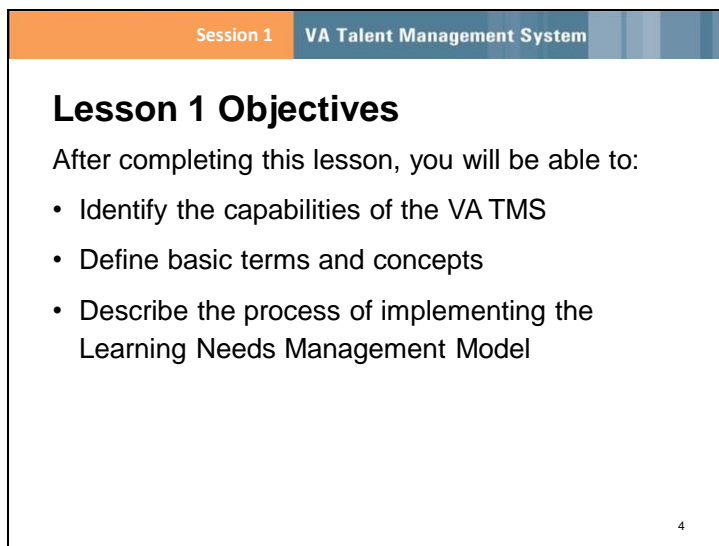 Session 1 VA Talent Management System
Lesson 1 Objectives
After completing this lesson, you will be able to:
• Identify the capabilities of the VA TMS
• Define basic terms and concepts
• Describe the process of implementing the
Learning Needs Management Model
4